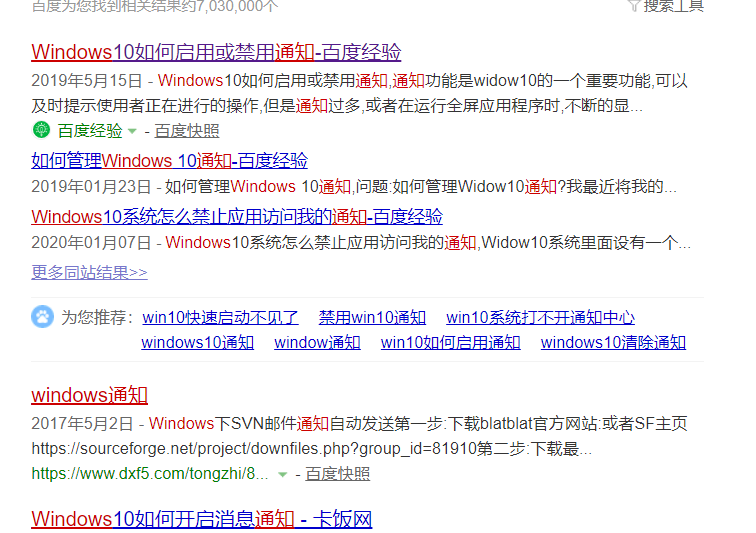 百度为您找到相关结果约7,030,000个
搜索工具
Windows10如何启用或禁用通知-百度经验
2019年5月15日 - Windows10如何启用或禁用通知,通知功能是widow10的一个重要功能,可以
及时提示使用者正在进行的操作,但是通知过多,或者在运行全屏应用程序时,不断的显...
百度经验 - 百度快照
如何管理Windows 10通知-百度经验
2019年01月23日 - 如何管理Windows 10通知,问题:如何管理Widow10通知?我最近将我的...
Windows10系统怎么禁止应用访问我的通知-百度经验
2020年01月07日 - Windows10系统怎么禁止应用访问我的通知,Widow10系统里面设有一个...
更多同站结果>>
为您推荐: win10快速启动不见了 禁用win10通知 win10系统打不开通知中心
windows10通知 window通知 win10如何启用通知 windows10清除通知
windows通知
2017年5月2日 - Windows下SVN邮件通知自动发送第一步:下载blatblat官方网站:或者SF主页
https://sourceforge.net/project/downfiles.php?group_id=81910第二步:下载最...
https://www.dxf5.com/tongzhi/8... - 百度快照
Windows10如何开启消息通知 - 卡饭网